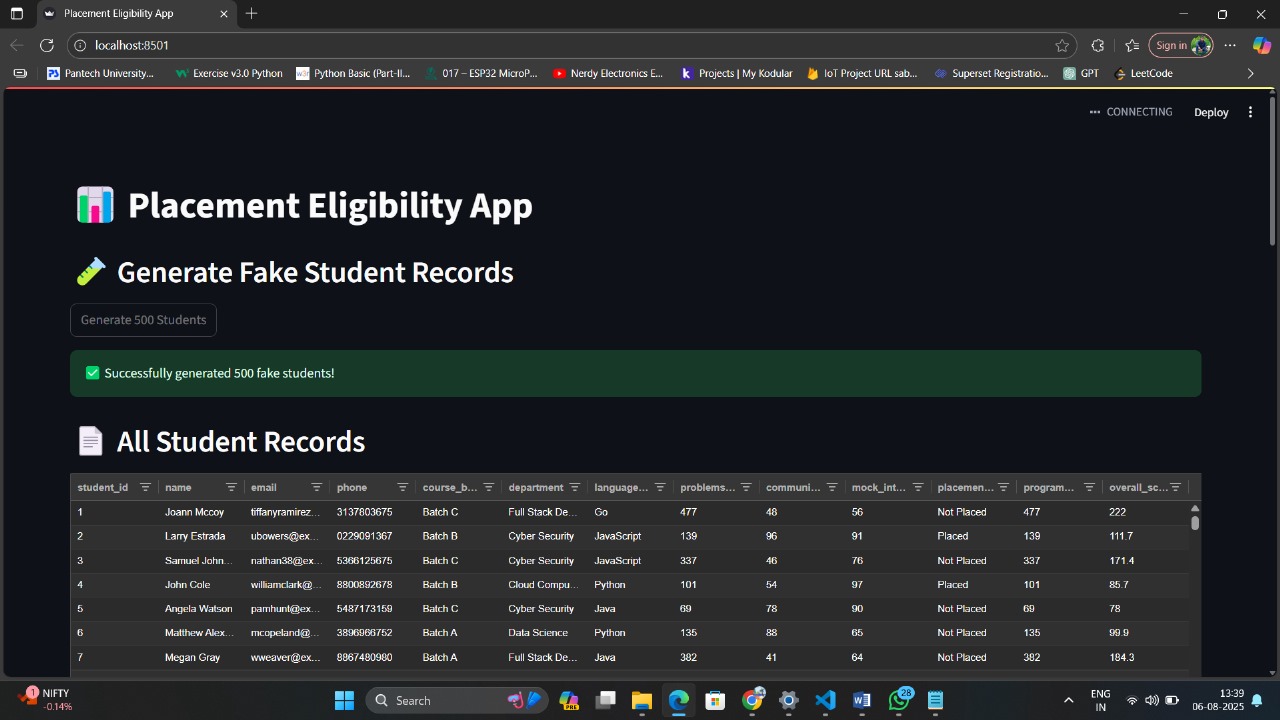 Placement Eligibility App
localhost:8501
Sign in
Pantech University...
Exercise v3.0 Python
Python Basic (Part-II...
017 – ESP32 MicroP...
Nerdy Electronics E...
Projects | My Kodular
IoT Project URL sab...
Superset Registratio...
GPT
LeetCode
CONNECTING
Deploy
Placement Eligibility App
Generate Fake Student Records
Generate 500 Students
Successfully generated 500 fake students!
All Student Records
student_id name email phone course_b... department language... problems... communi... mock_int... placemen... program... overall_sc...
1 Joann Mccoy tiffanyramirez... 3137803675 Batch C Full Stack De... Go 477 48 56 Not Placed 477 222
2 Larry Estrada ubowers@ex... 0229091367 Batch B Cyber Security JavaScript 139 96 91 Placed 139 111.7
3 Samuel John... nathan38@ex... 5366125675 Batch C Cyber Security JavaScript 337 46 76 Not Placed 337 171.4
4 John Cole williamclark@... 8800892678 Batch B Cloud Compu... Python 101 54 97 Placed 101 85.7
5 Angela Watson pamhunt@ex... 5487173159 Batch C Cyber Security Java 69 78 90 Not Placed 69 78
6 Matthew Alex... mcopeland@... 3896966752 Batch A Data Science Python 135 88 65 Not Placed 135 99.9
7 Megan Gray wweaver@ex... 8867480980 Batch A Full Stack De... Java 382 41 64 Not Placed 382 184.3
1
NIFTY
-0.14%
Search
PRE
28
ENG
IN
13:39
06-08-2025